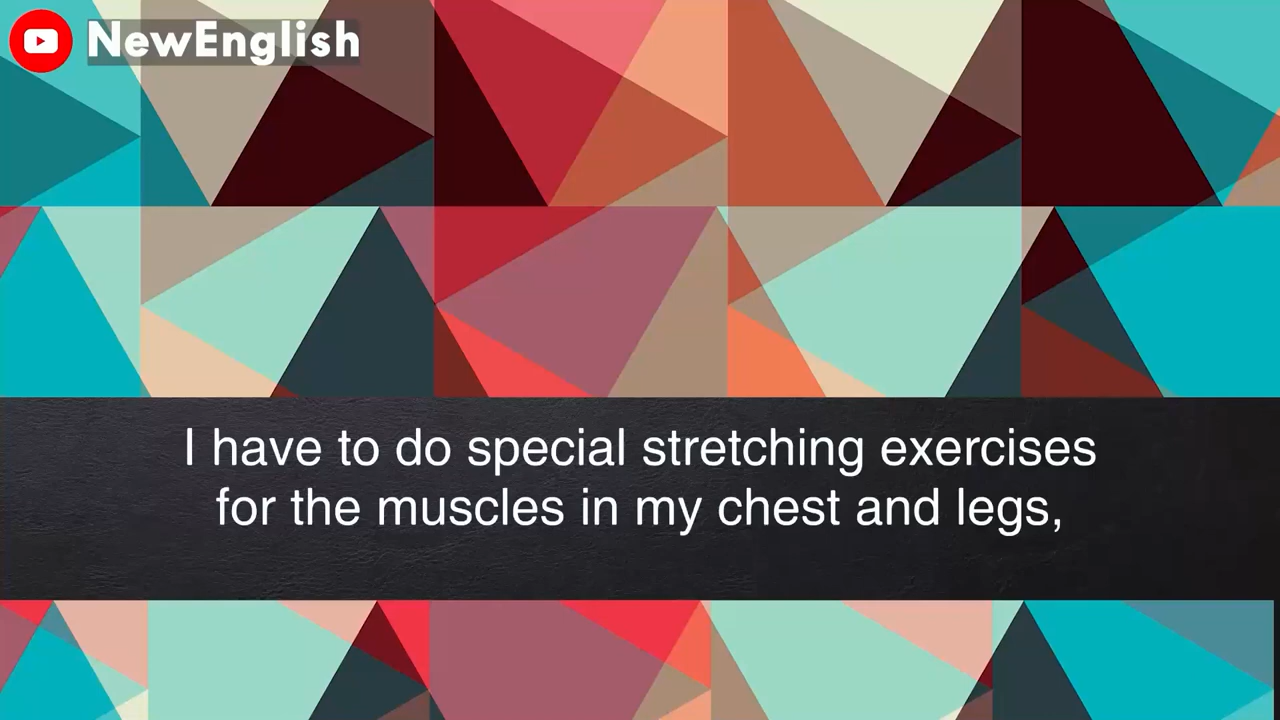 NewEnglish
I have to do special stretching exercises
for the muscles in my chest and legs,